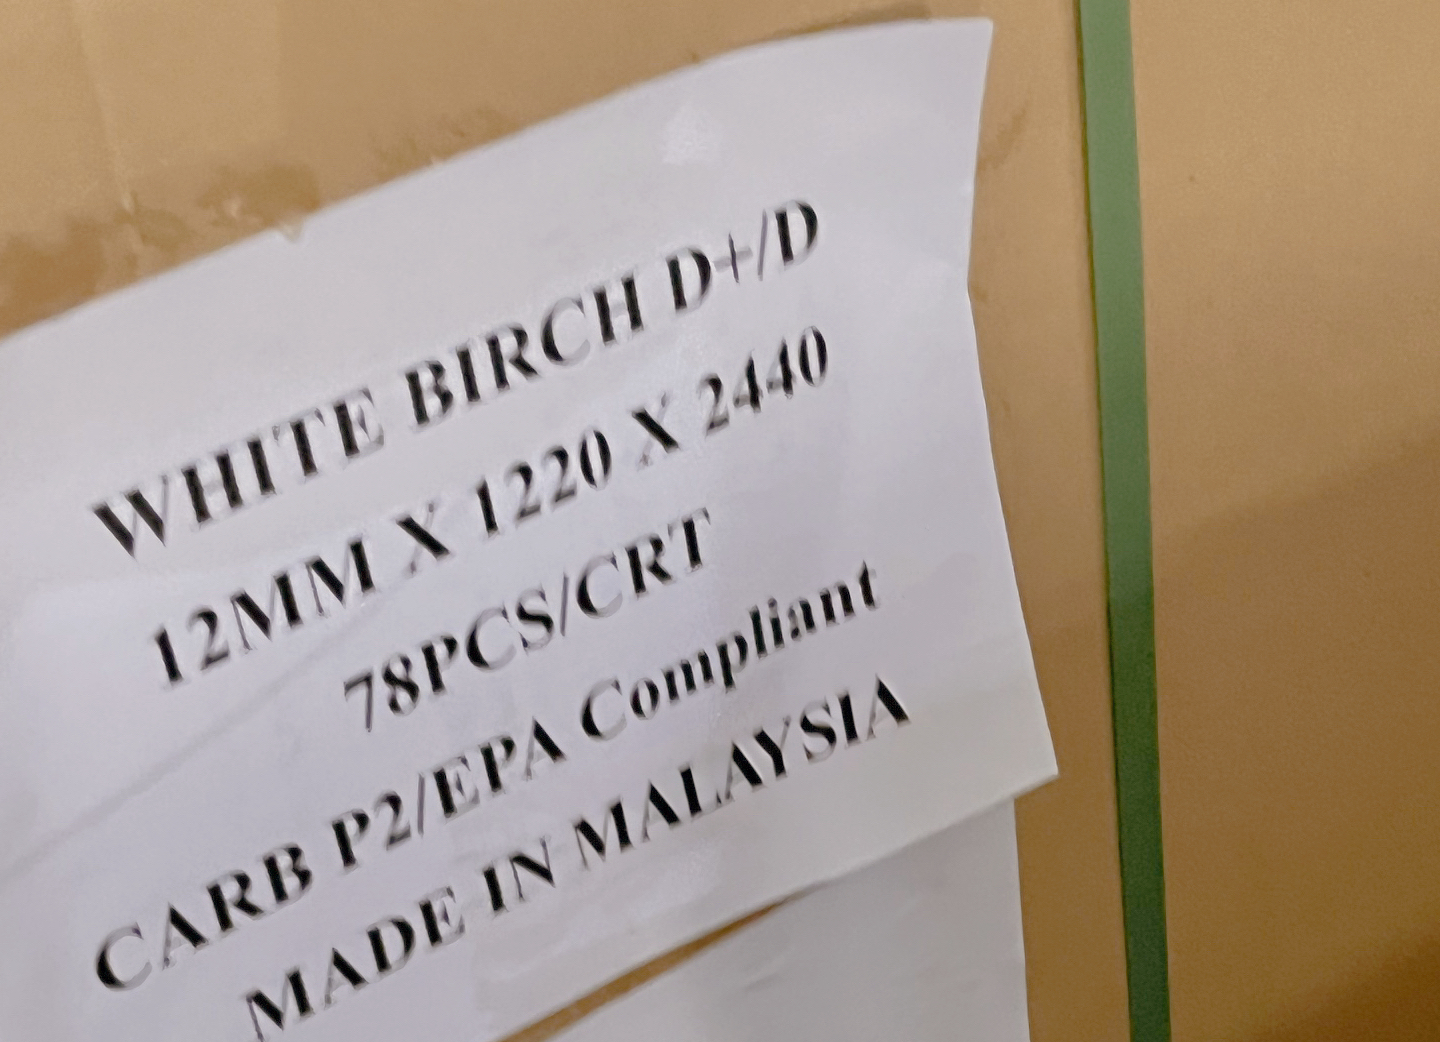 WHITE BIRCH D+/D
12MM X 1220 X 2440
78PCS/CRT
CARB P2/EPA Compliant
MADE IN MALAYSIA